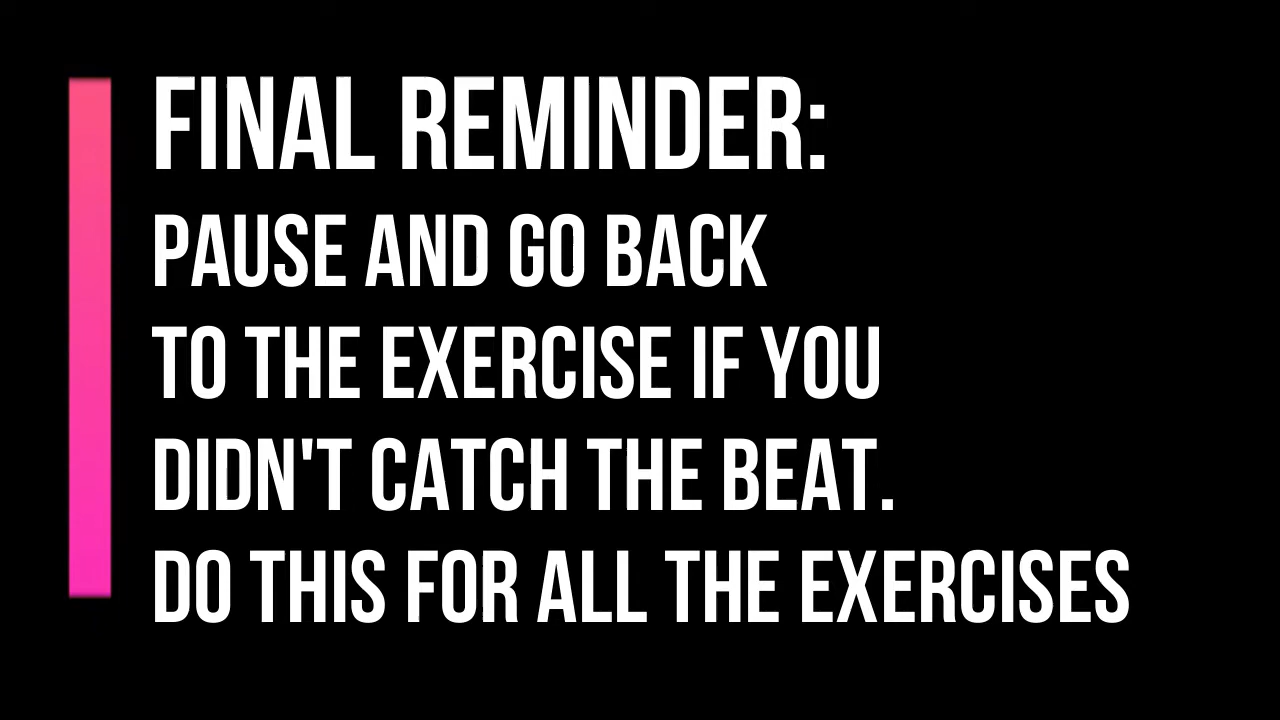 FINAL REMINDER:
PAUSE AND GO BACK
TO THE EXERCISE IF YOU
DIDN'T CATCH THE BEAT.
DO THIS FOR ALL THE EXERCISES